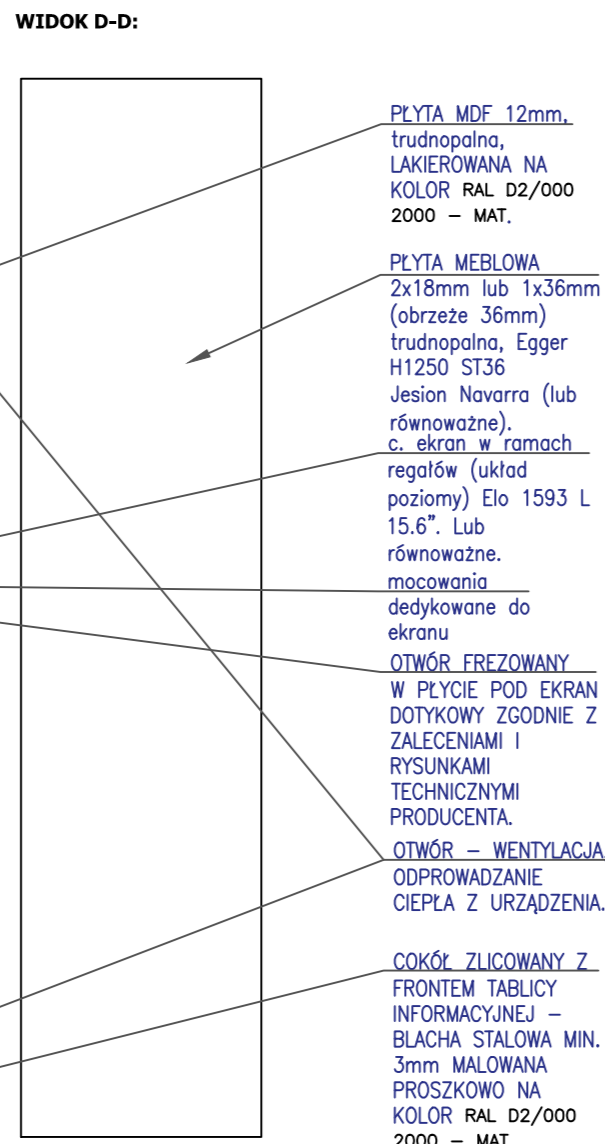 WIDOK D-D:
PŁYTA MDF 12mm,
trudnopalna,
LAKIEROWANA NA
KOLOR RAL D2/000
2000 – MAT.
PŁYTA MEBLOWA
2x18mm lub 1x36mm
(obrzeże 36mm)
trudnopalna, Egger
H1250 ST36
Jesion Navarra (lub
równoważne).
c. ekran w ramach
regałów (układ
poziomy) Elo 1593 L
15.6”. Lub
równoważne.
mocowania
dedykowane do
ekranu
OTWÓR FREZOWANY
W PŁYCIE POD EKRAN
DOTYKOWY ZGODNIE Z
ZALECENIAMI I
RYSUNKAMI
TECHNICZNYMI
PRODUCENTA.
OTWÓR – WENTYLACJA,
ODPROWADZANIE
CIEPŁA Z URZĄDZENIA.
COKÓŁ ZLICOWANY Z
FRONTEM TABLICY
INFORMACYJNEJ –
BLACHA STALOWA MIN.
3mm MALOWANA
PROSZKOWO NA
KOLOR RAL D2/000
2000 – MAT